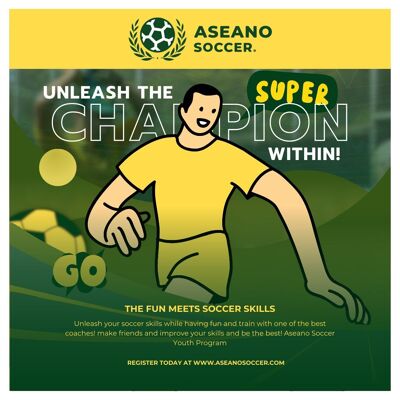 ASEANO
SOCCER.
UNLEASH THE
SUPER
CHAMPION
WITHIN!
GO
THE FUN MEETS SOCCER SKILLS
Unleash your soccer skills while having fun and train with one of the best
coaches! make friends and improve your skills and be the best! Aseano Soccer
Youth Program
REGISTER TODAY AT WWW.ASEANOSOCCER.COM